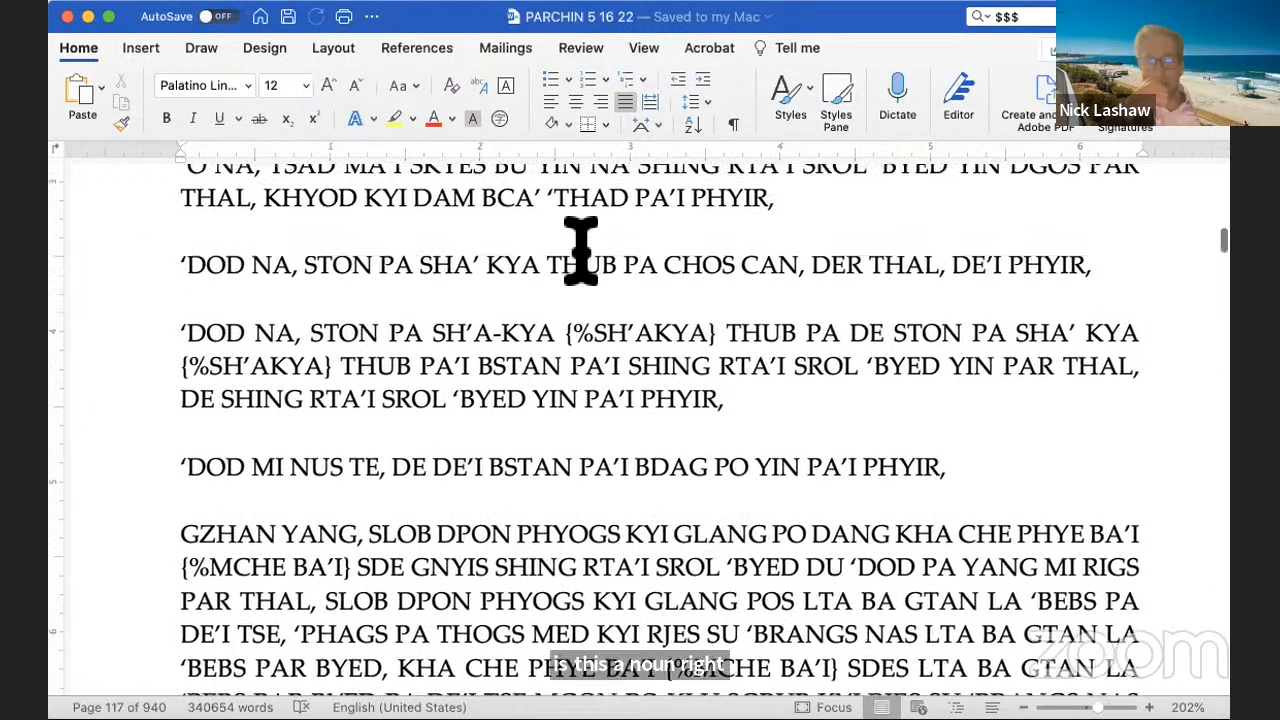 AutoSave OFF PARCHIN 5 16 22 — Saved to my Mac $$$
Home Insert Draw Design Layout References Mailings Review View Acrobat Tell me
Paste Palatino Lin... 12 Styles Styles Pane Dictate Editor Create and Adobe PDF Signatures
Nick Lashaw
1 2 3 4 5 6
‘O NA, TSAD MA'I SKYES BU YIN NA SHING RTA'I SROL ‘BYED YIN DGOS PAR
THAL, KHYOD KYI DAM BCA’ ‘THAD PA’I PHYIR,
‘DOD NA, STON PA SHA’ KYA THUB PA CHOS CAN, DER THAL, DE’I PHYIR,
‘DOD NA, STON PA SH’A-KYA {%SH’AKYA} THUB PA DE STON PA SHA’ KYA
{%SH’AKYA} THUB PA’I BSTAN PA’I SHING RTA’I SROL ‘BYED YIN PAR THAL,
DE SHING RTA’I SROL ‘BYED YIN PA’I PHYIR,
‘DOD MI NUS TE, DE DE’I BSTAN PA’I BDAG PO YIN PA’I PHYIR,
GZHAN YANG, SLOB DPON PHYOGS KYI GLANG PO DANG KHA CHE PHYE BA’I
{%MCHE BA’I} SDE GNYIS SHING RTA’I SROL ‘BYED DU ‘DOD PA YANG MI RIGS
PAR THAL, SLOB DPON PHYOGS KYI GLANG POS LTA BA GTAN LA ‘BEBS PA
DE’I TSE, ‘PHAGS PA THOGS MED KYI RJES SU ‘BRANGS NAS LTA BA GTAN LA
‘BEBS PAR BYED, KHA CHE PHYE BA’I {%MCHE BA’I} SDES LTA BA GTAN LA
is this a noun right
zoom
Page 117 of 940 340654 words English (United States) Focus 202%